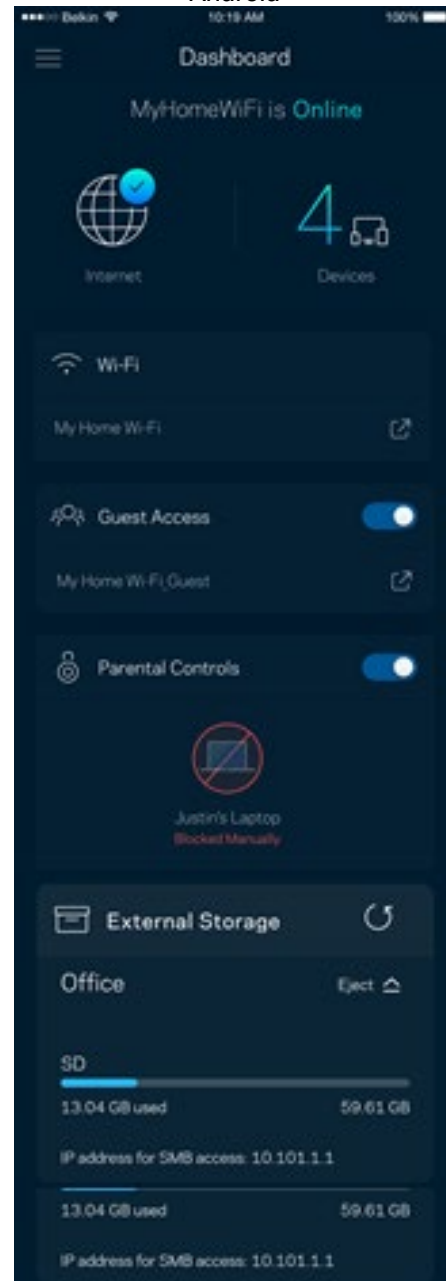 Android
Belkin 10:19 AM 100%
Dashboard
MyHomeWiFi is Online
4
Internet Devices
Wi-Fi
My Home Wi-Fi
Guest Access
My Home Wi-Fi_Guest
Parental Controls
Justin's Laptop
Blocked Manually
External Storage
Office Eject
SD
13.04 GB used 59.61 GB
IP address for SMB access: 10.101.1.1
13.04 GB used 59.61 GB
IP address for SMB access: 10.101.1.1